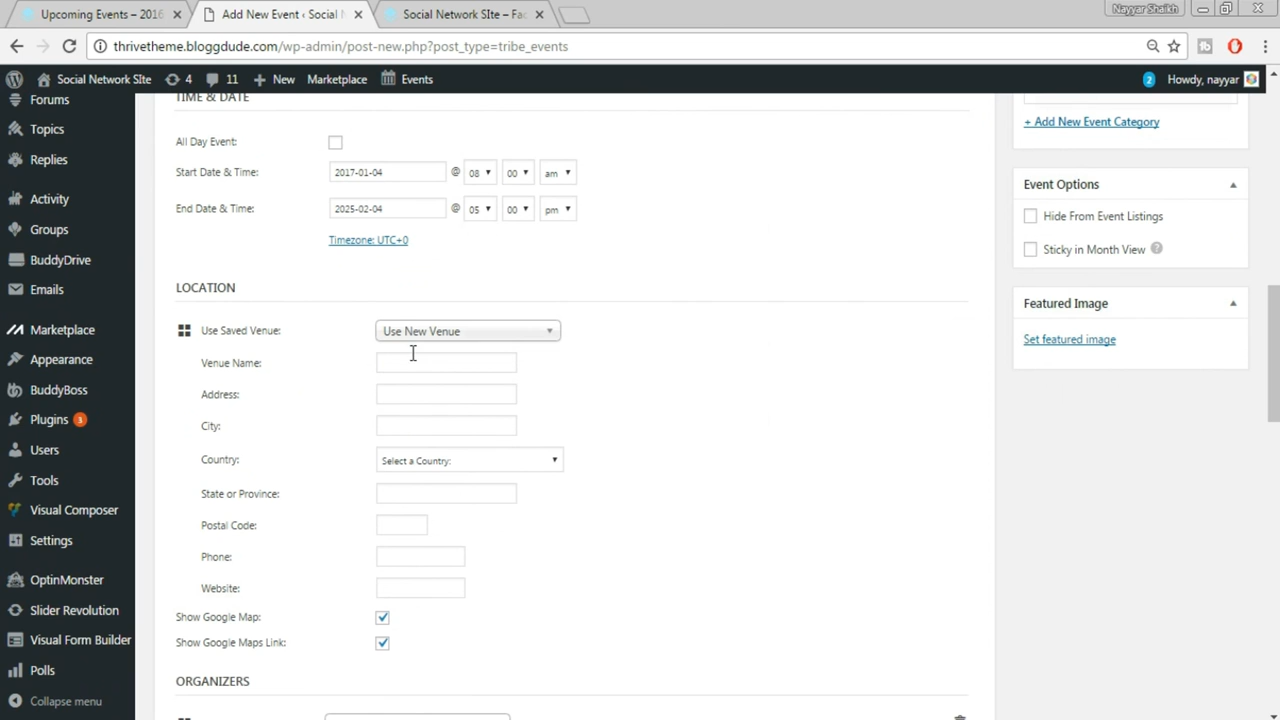 Upcoming Events – 2016
Add New Event ‹ Social N
Social Network SIte – Fac
Nayyar Shaikh
thrivetheme.bloggdude.com/wp-admin/post-new.php?post_type=tribe_events
Social Network SIte
4
11
New
Marketplace
Events
2
Howdy, nayyar
Forums
Topics
Replies
Activity
Groups
BuddyDrive
Emails
Marketplace
Appearance
BuddyBoss
Plugins 3
Users
Tools
Visual Composer
Settings
OptinMonster
Slider Revolution
Visual Form Builder
Polls
Collapse menu
TIME & DATE
All Day Event:
Start Date & Time: 2017-01-04 @ 08 00 am
End Date & Time: 2025-02-04 @ 05 00 pm
Timezone: UTC+0
LOCATION
Use Saved Venue: Use New Venue
Venue Name:
Address:
City:
Country: Select a Country:
State or Province:
Postal Code:
Phone:
Website:
Show Google Map:
Show Google Maps Link:
ORGANIZERS
+ Add New Event Category
Event Options
Hide From Event Listings
Sticky in Month View ?
Featured Image
Set featured image